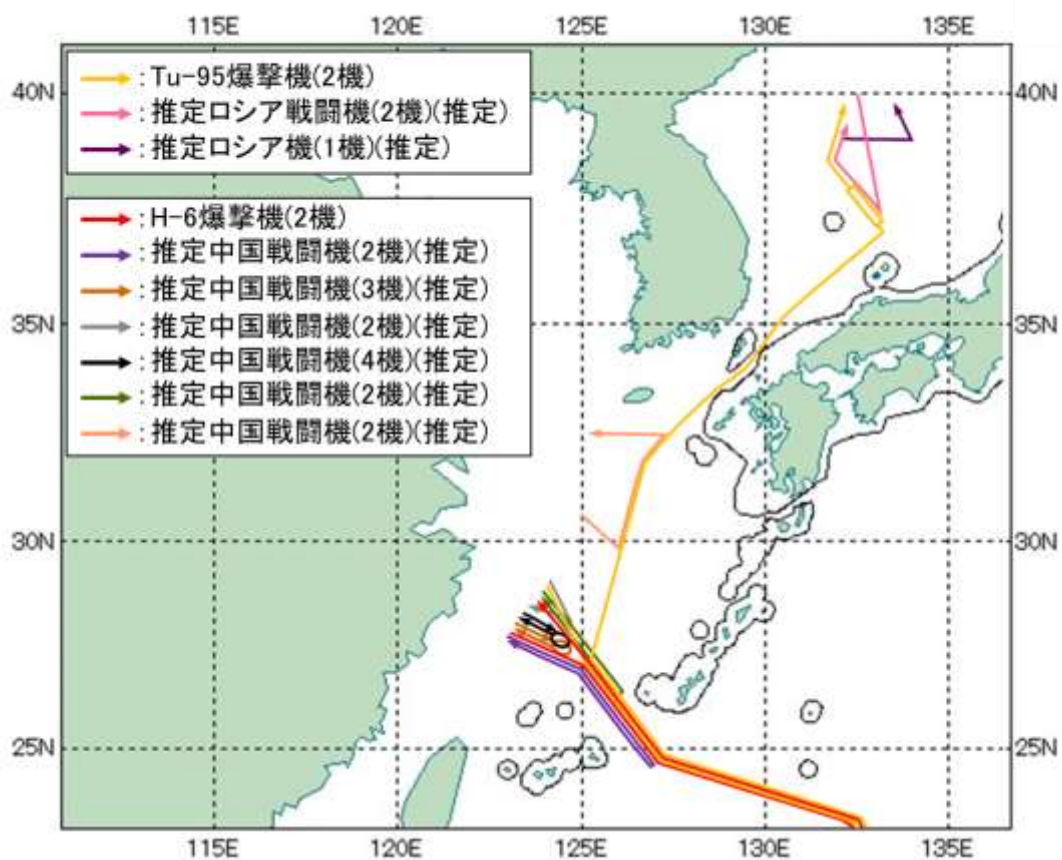 115E 120E 125E 130E 135E
:Tu-95爆撃機(2機)
:推定ロシア戦闘機(2機)(推定)
:推定ロシア機(1機)(推定)
:H-6爆撃機(2機)
:推定中国戦闘機(2機)(推定)
:推定中国戦闘機(3機)(推定)
:推定中国戦闘機(2機)(推定)
:推定中国戦闘機(4機)(推定)
:推定中国戦闘機(2機)(推定)
:推定中国戦闘機(2機)(推定)
40N 40N
35N 35N
30N 30N
25N 25N
115E 120E 125E 130E 135E